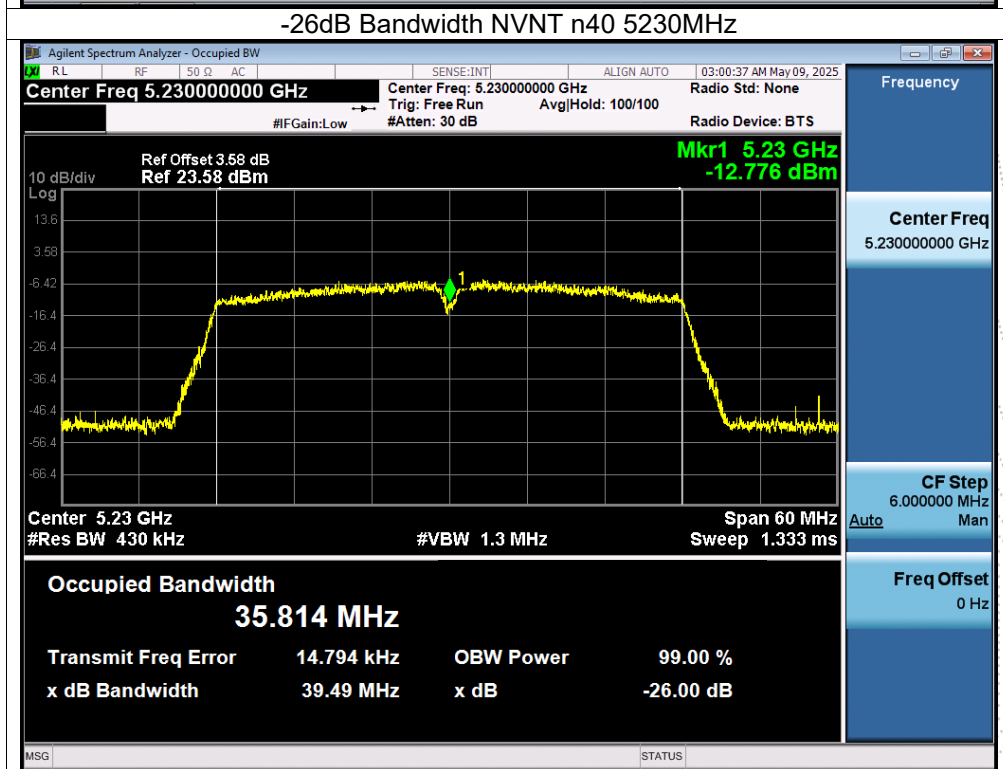 -26dB Bandwidth NVNT n40 5230MHz
Agilent Spectrum Analyzer - Occupied BW
LXI RL RF 50 Ω AC SENSE:INT ALIGN AUTO 03:00:37 AM May 09, 2025
Center Freq 5.230000000 GHz
Center Freq: 5.230000000 GHz Radio Std: None
Trig: Free Run Avg|Hold: 100/100
#IFGain:Low #Atten: 30 dB Radio Device: BTS
Frequency
Mkr1 5.23 GHz
-12.776 dBm
Ref Offset 3.58 dB
10 dB/div Ref 23.58 dBm
Log
13.6
3.58
-6.42
-16.4
-26.4
-36.4
-46.4
-56.4
-66.4
1
Center 5.23 GHz Span 60 MHz
#Res BW 430 kHz #VBW 1.3 MHz Sweep 1.333 ms
Center Freq
5.230000000 GHz
CF Step
6.000000 MHz
Auto Man
Freq Offset
0 Hz
Occupied Bandwidth
35.814 MHz
Transmit Freq Error 14.794 kHz OBW Power 99.00 %
x dB Bandwidth 39.49 MHz x dB -26.00 dB
MSG STATUS